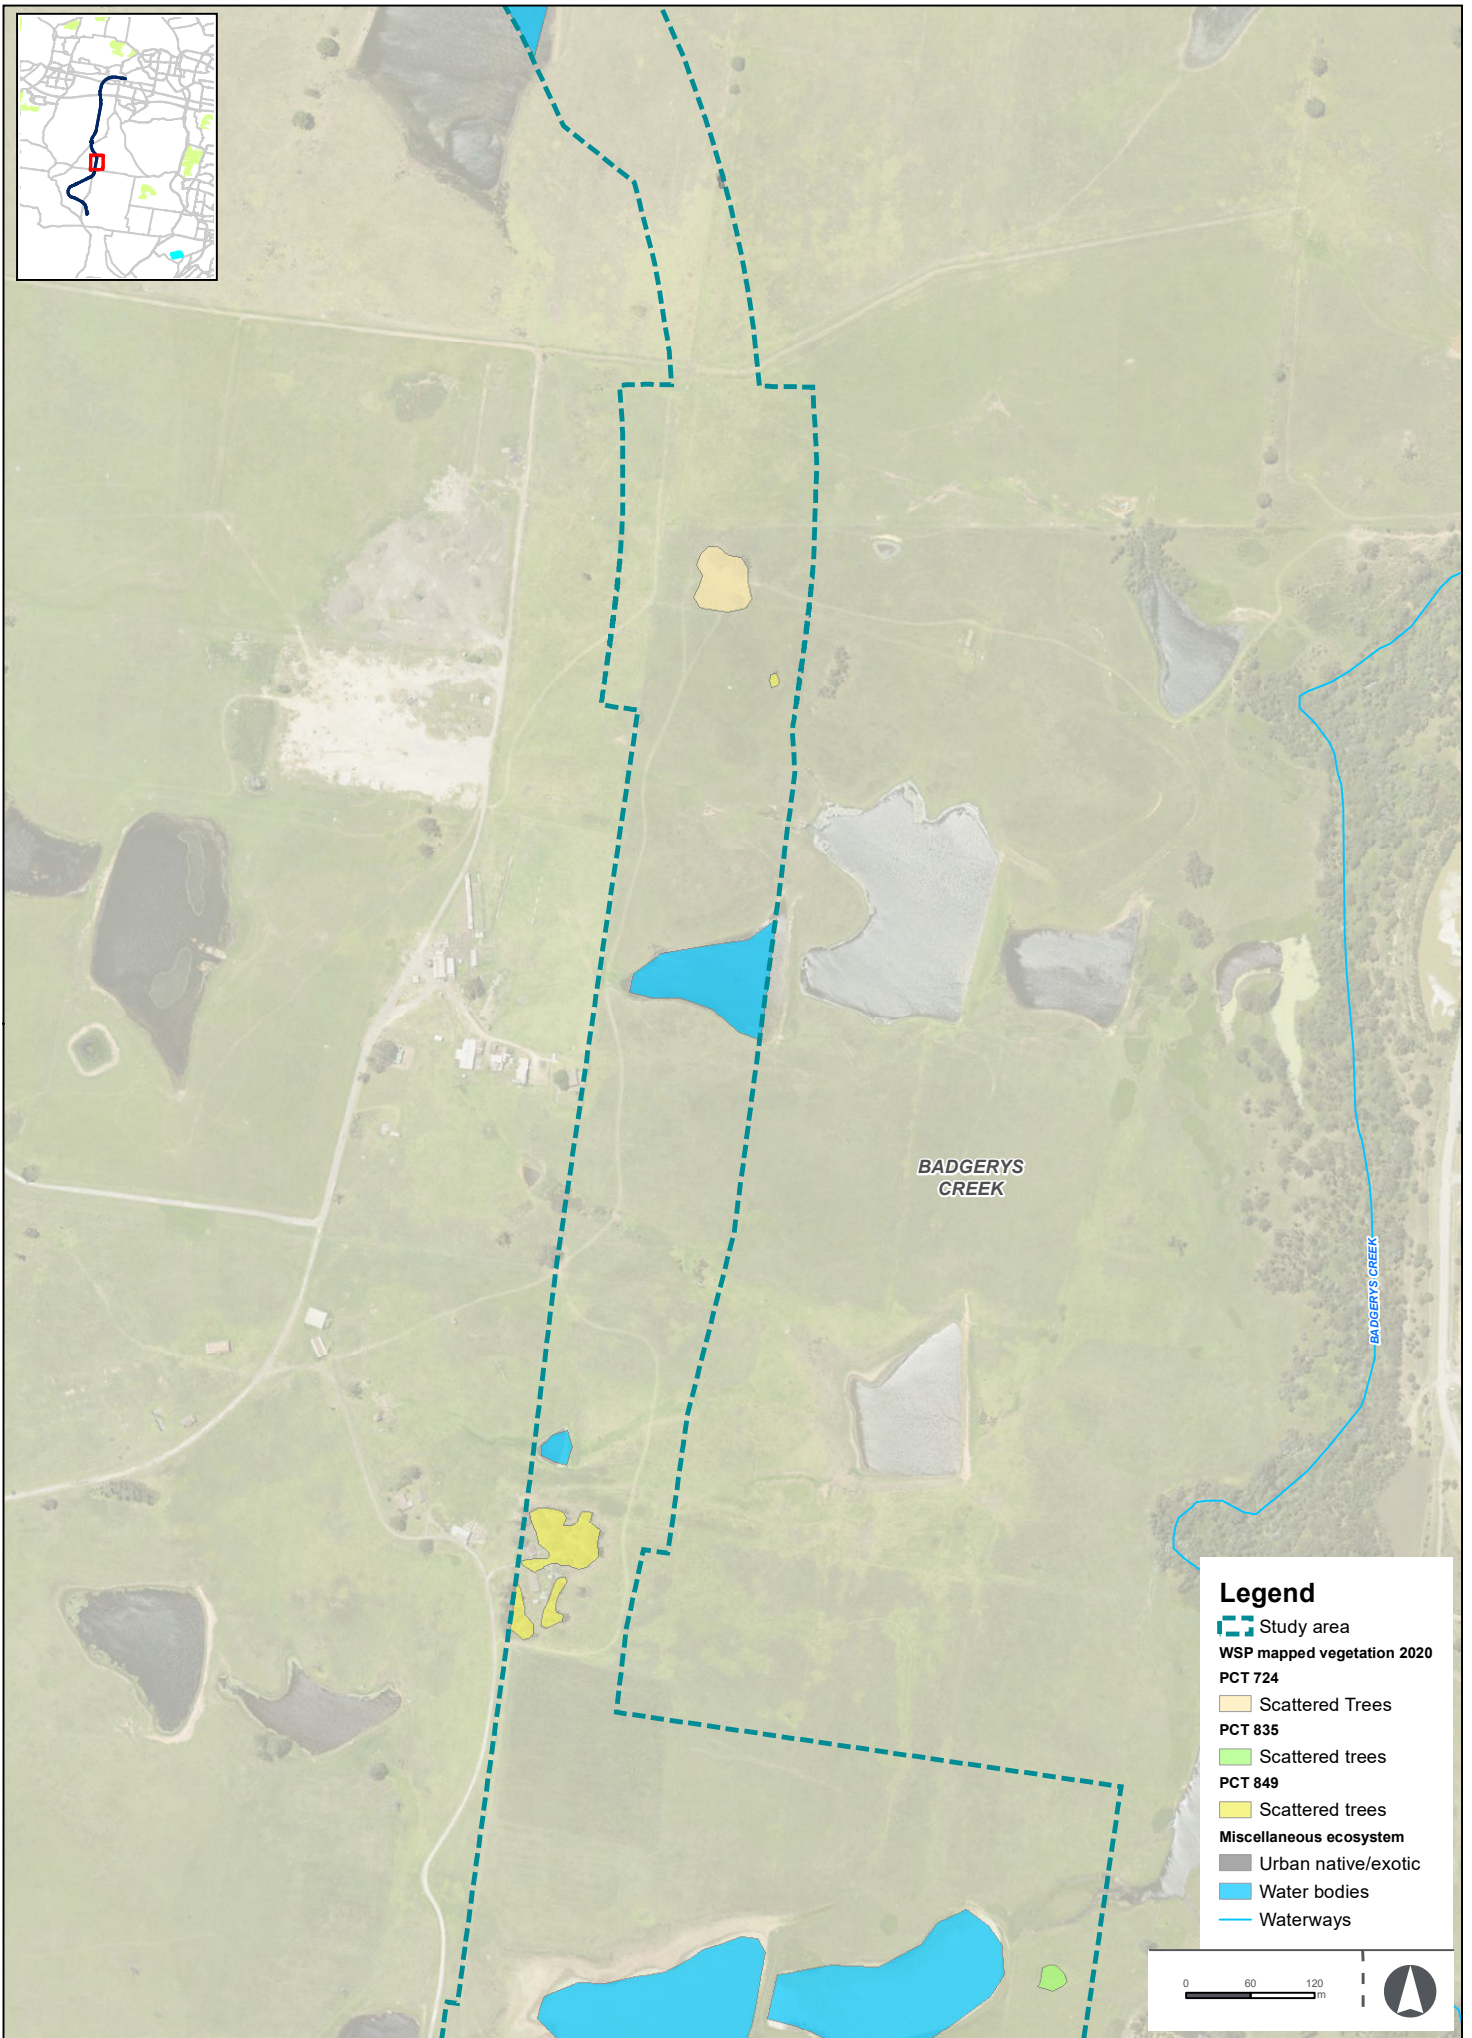 BADGERYS
CREEK
BADGERYS CREEK
Legend
Study area
WSP mapped vegetation 2020
PCT 724
Scattered Trees
PCT 835
Scattered trees
PCT 849
Scattered trees
Miscellaneous ecosystem
Urban native/exotic
Water bodies
Waterways
0 60 120
m